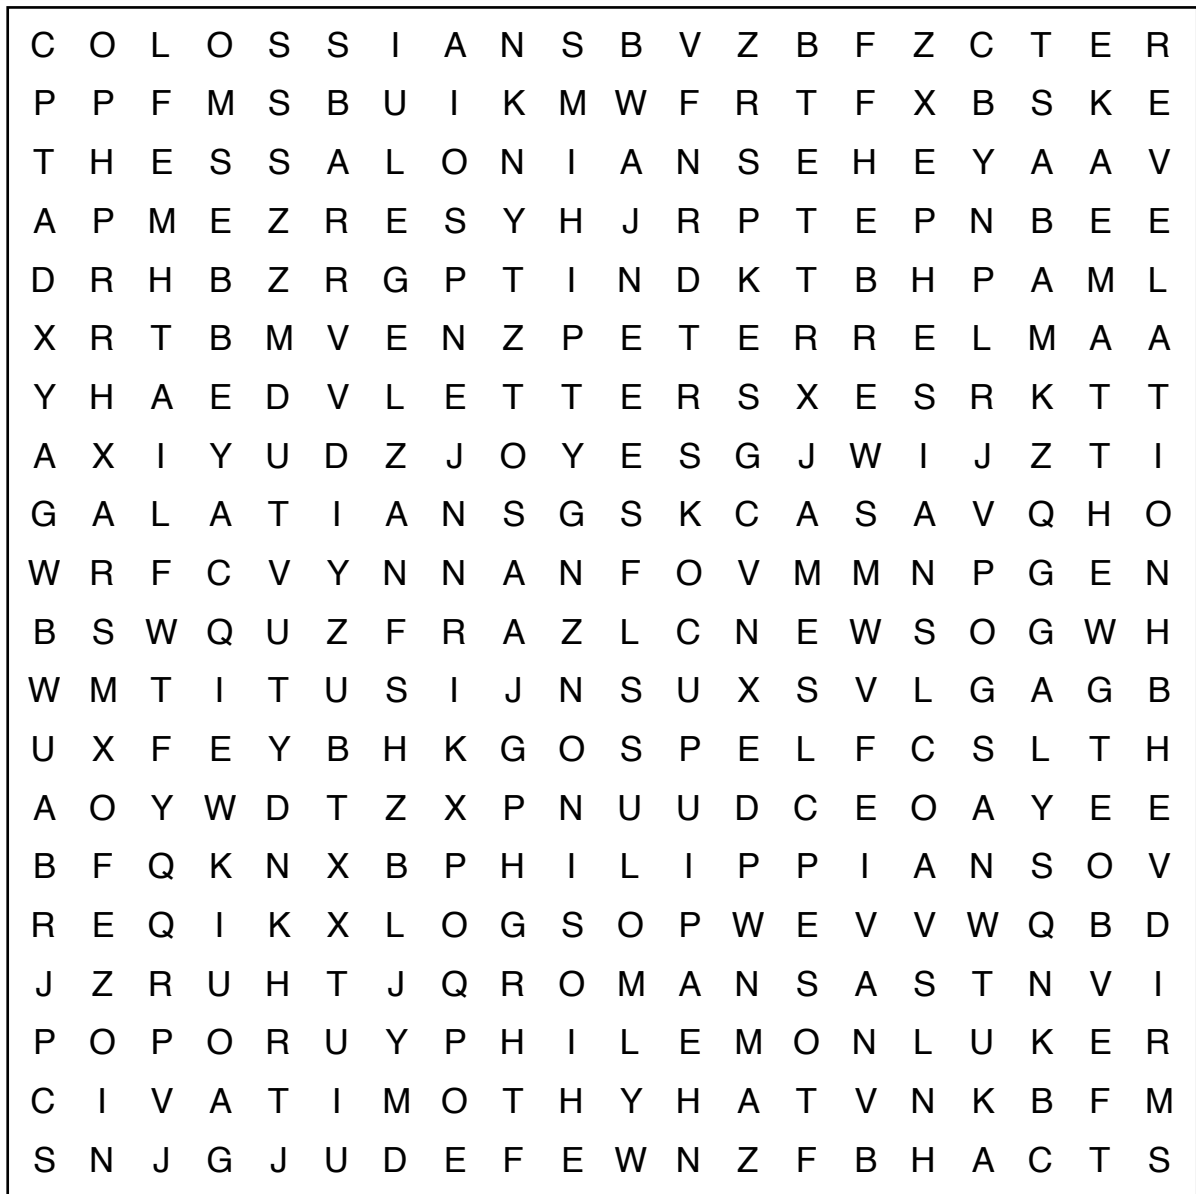 C O L O S S I A N S B V Z B F Z C T E R
P P F M S B U I K M W F R T F X B S K E
T H E S S A L O N I A N S E H E Y A A V
A P M E Z R E S Y H J R P T E P N B E E
D R H B Z R G P T I N D K T B H P A M L
X R T B M V E N Z P E T E R R E L M A A
Y H A E D V L E T T E R S X E S R K T T
A X I Y U D Z J O Y E S G J W I J Z T I
G A L A T I A N S G S K C A S A V Q H O
W R F C V Y N N A N F O V M M N P G E N
B S W Q U Z F R A Z L C N E W S O G W H
W M T I T U S I J N S U X S V L G A G B
U X F E Y B H K G O S P E L F C S L T H
A O Y W D T Z X P N U U D C E O A Y E E
B F Q K N X B P H I L I P P I A N S O V
R E Q I K X L O G S O P W E V V W Q B D
J Z R U H T J Q R O M A N S A S T N V I
P O P O R U Y P H I L E M O N L U K E R
C I V A T I M O T H Y H A T V N K B F M
S N J G J U D E F E W N Z F B H A C T S